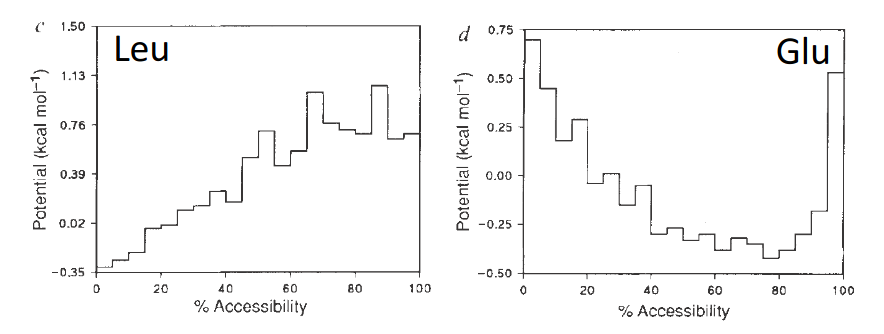 c
Leu
Potential (kcal mol⁻¹)
1.50
1.13
0.76
0.39
0.02
−0.35
0 20 40 60 80 100
% Accessibility
d
Glu
Potential (kcal mol⁻¹)
0.75
0.50
0.25
0.00
−0.25
−0.50
0 20 40 60 80 100
% Accessibility